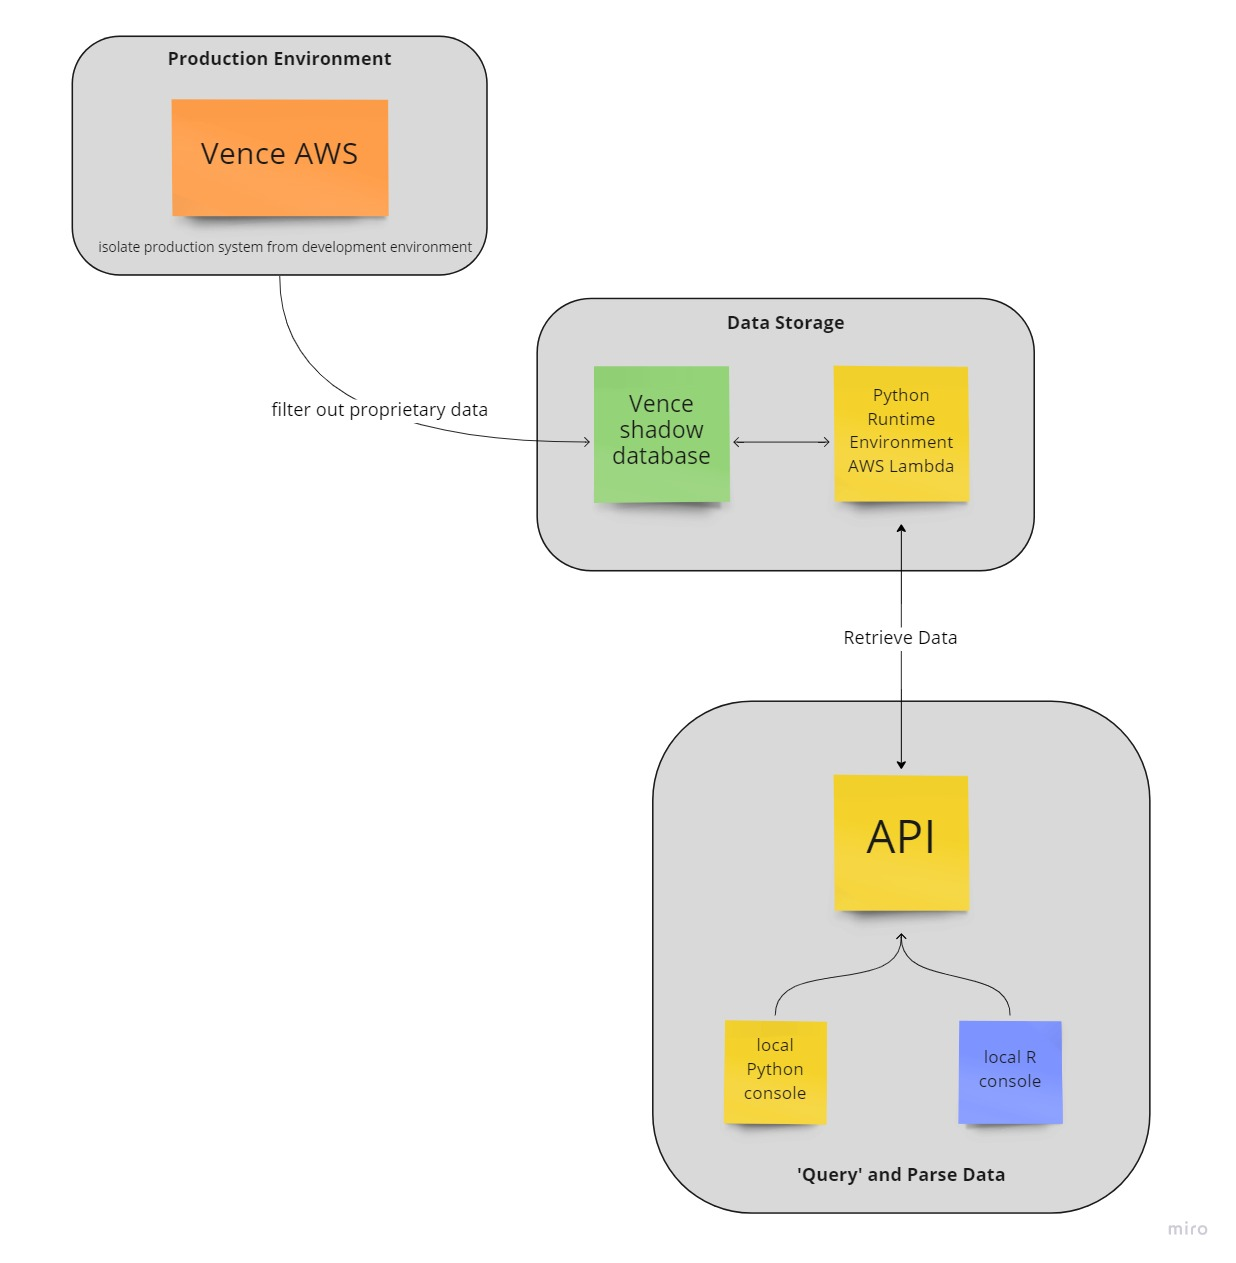 Production Environment
Vence AWS
isolate production system from development environment
filter out proprietary data
Data Storage
Vence
shadow
database
Python
Runtime
Environment
AWS Lambda
Retrieve Data
API
local
Python
console
local R
console
'Query' and Parse Data
miro